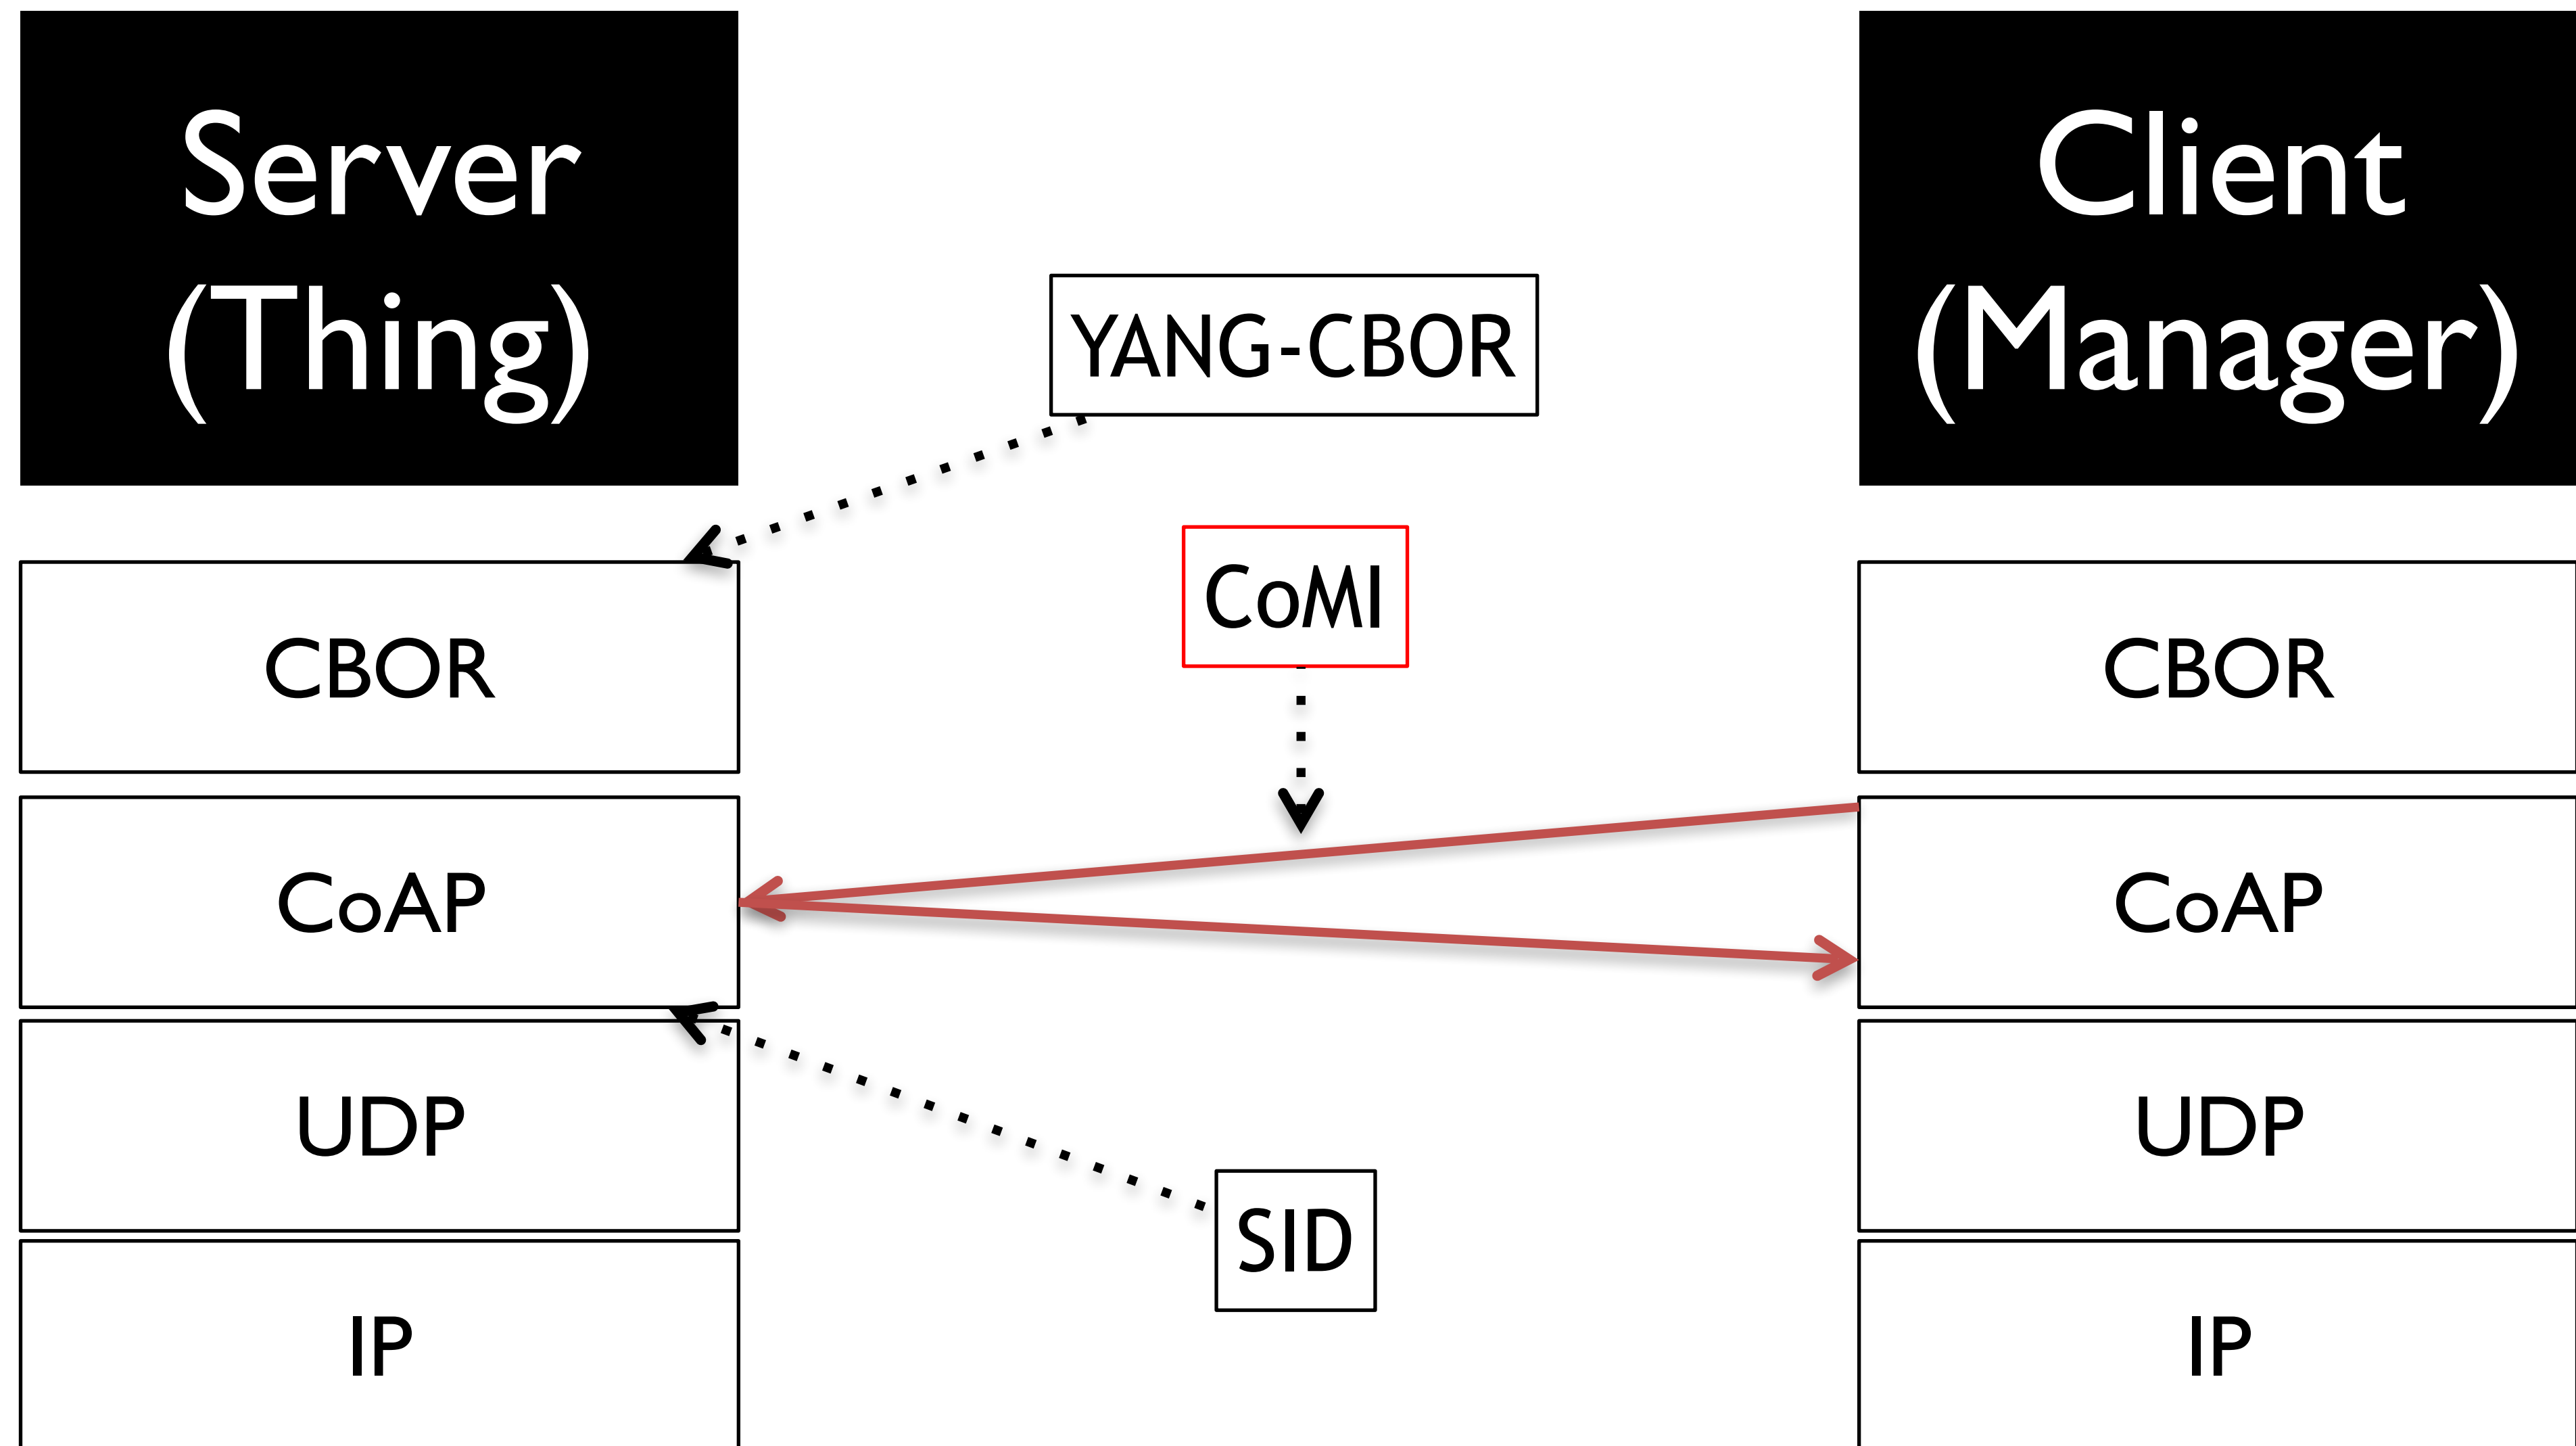 Server
(Thing)
Client
(Manager)
YANG-CBOR
CoMI
CBOR
CBOR
CoAP
CoAP
UDP
UDP
SID
IP
IP